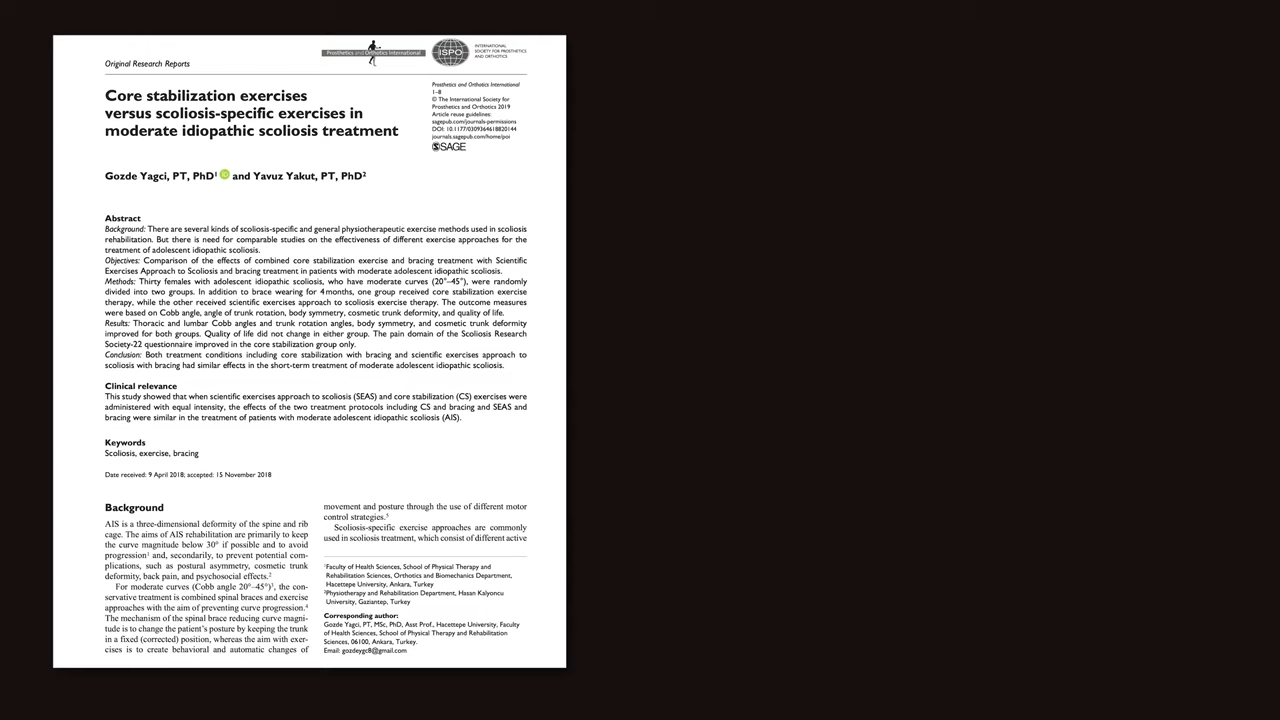 Original Research Reports
Prosthetics and Orthotics International
ISPO
INTERNATIONAL
SOCIETY FOR PROSTHETICS
AND ORTHOTICS
Core stabilization exercises
versus scoliosis-specific exercises in
moderate idiopathic scoliosis treatment
Prosthetics and Orthotics International
1–8
© The International Society for
Prosthetics and Orthotics 2019
Article reuse guidelines:
sagepub.com/journals-permissions
DOI: 10.1177/0309364618820144
journals.sagepub.com/home/poi
SAGE
Gozde Yagci, PT, PhD¹ iD and Yavuz Yakut, PT, PhD²
Abstract
Background: There are several kinds of scoliosis-specific and general physiotherapeutic exercise methods used in scoliosis
rehabilitation. But there is need for comparable studies on the effectiveness of different exercise approaches for the
treatment of adolescent idiopathic scoliosis.
Objectives: Comparison of the effects of combined core stabilization exercise and bracing treatment with Scientific
Exercises Approach to Scoliosis and bracing treatment in patients with moderate adolescent idiopathic scoliosis.
Methods: Thirty females with adolescent idiopathic scoliosis, who have moderate curves (20°–45°), were randomly
divided into two groups. In addition to brace wearing for 4 months, one group received core stabilization exercise
therapy, while the other received scientific exercises approach to scoliosis exercise therapy. The outcome measures
were based on Cobb angle, angle of trunk rotation, body symmetry, cosmetic trunk deformity, and quality of life.
Results: Thoracic and lumbar Cobb angles and trunk rotation angles, body symmetry, and cosmetic trunk deformity
improved for both groups. Quality of life did not change in either group. The pain domain of the Scoliosis Research
Society-22 questionnaire improved in the core stabilization group only.
Conclusion: Both treatment conditions including core stabilization with bracing and scientific exercises approach to
scoliosis with bracing had similar effects in the short-term treatment of moderate adolescent idiopathic scoliosis.
Clinical relevance
This study showed that when scientific exercises approach to scoliosis (SEAS) and core stabilization (CS) exercises were
administered with equal intensity, the effects of the two treatment protocols including CS and bracing and SEAS and
bracing were similar in the treatment of patients with moderate adolescent idiopathic scoliosis (AIS).
Keywords
Scoliosis, exercise, bracing
Date received: 9 April 2018; accepted: 15 November 2018
Background
AIS is a three-dimensional deformity of the spine and rib
cage. The aims of AIS rehabilitation are primarily to keep
the curve magnitude below 30° if possible and to avoid
progression¹ and, secondarily, to prevent potential com-
plications, such as postural asymmetry, cosmetic trunk
deformity, back pain, and psychosocial effects.²
For moderate curves (Cobb angle 20°–45°)³, the con-
servative treatment is combined spinal braces and exercise
approaches with the aim of preventing curve progression.⁴
The mechanism of the spinal brace reducing curve magni-
tude is to change the patient's posture by keeping the trunk
in a fixed (corrected) position, whereas the aim with exer-
cises is to create behavioral and automatic changes of
movement and posture through the use of different motor
control strategies.⁵
Scoliosis-specific exercise approaches are commonly
used in scoliosis treatment, which consist of different active
¹Faculty of Health Sciences, School of Physical Therapy and
Rehabilitation Sciences, Orthotics and Biomechanics Department,
Hacettepe University, Ankara, Turkey
²Physiotherapy and Rehabilitation Department, Hasan Kalyoncu
University, Gaziantep, Turkey
Corresponding author:
Gozde Yagci, PT, MSc, PhD, Asst Prof., Hacettepe University, Faculty
of Health Sciences, School of Physical Therapy and Rehabilitation
Sciences, 06100, Ankara, Turkey.
Email: gozdeygc8@gmail.com